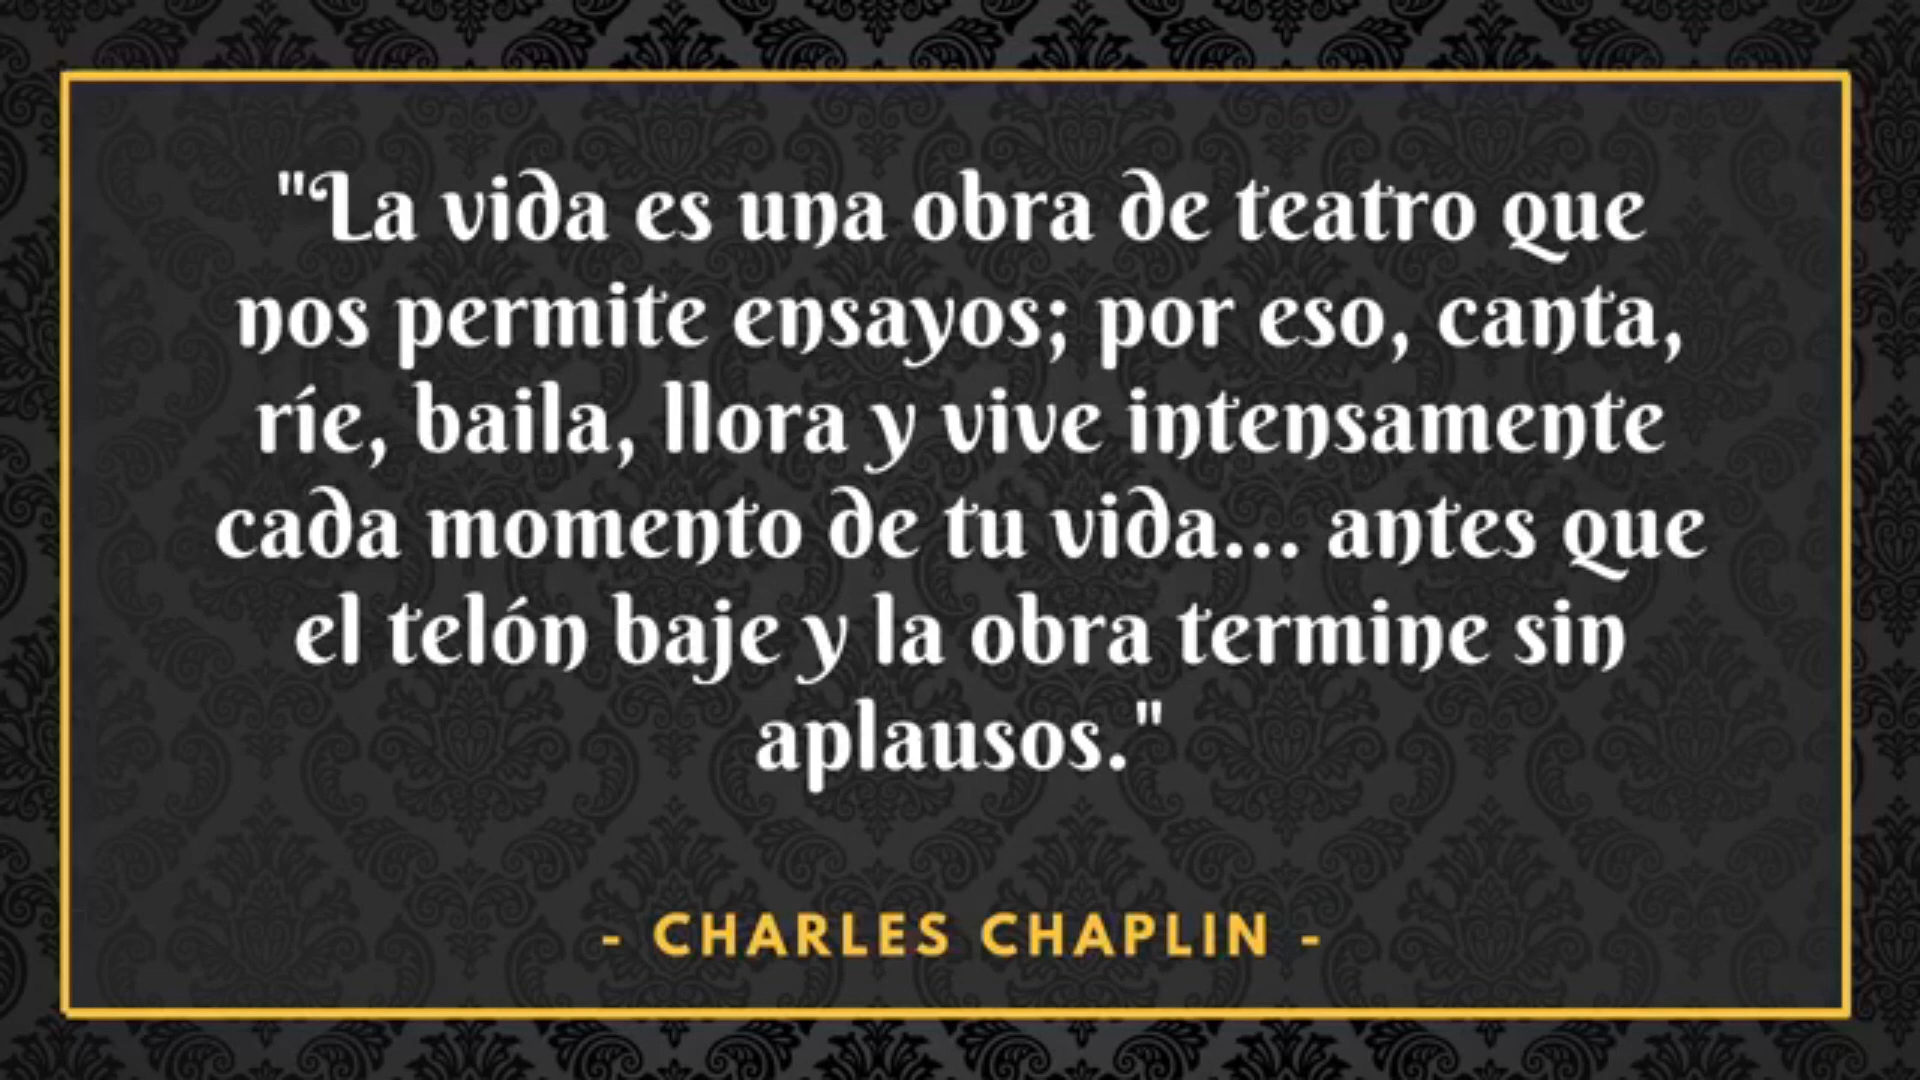 "La vida es una obra de teatro que
nos permite ensayos; por eso, canta,
ríe, baila, llora y vive intensamente
cada momento de tu vida... antes que
el telón baje y la obra termine sin
aplausos."
- CHARLES CHAPLIN -